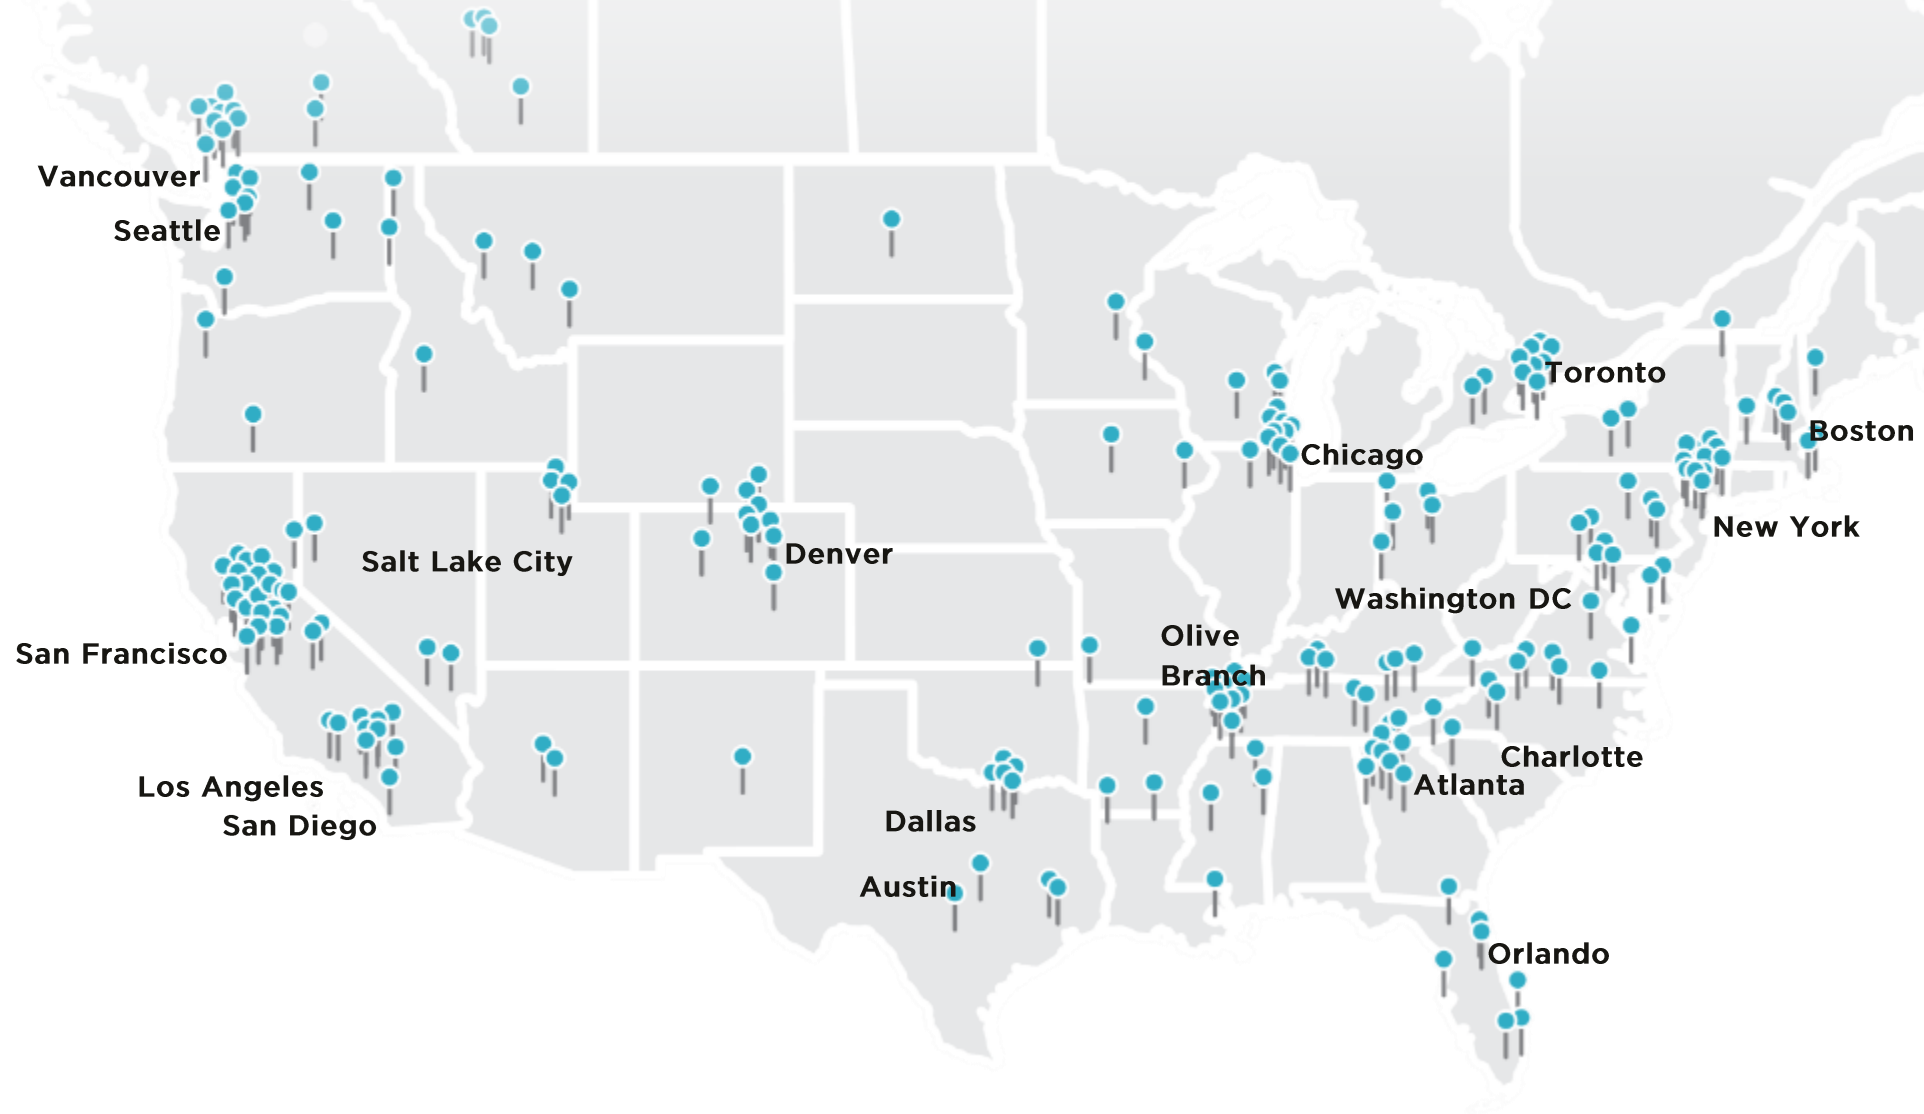 Vancouver
Seattle
Toronto
Boston
Chicago
New York
Salt Lake City
Denver
Washington DC
Olive
Branch
San Francisco
Charlotte
Los Angeles
Atlanta
San Diego
Dallas
Austin
Orlando